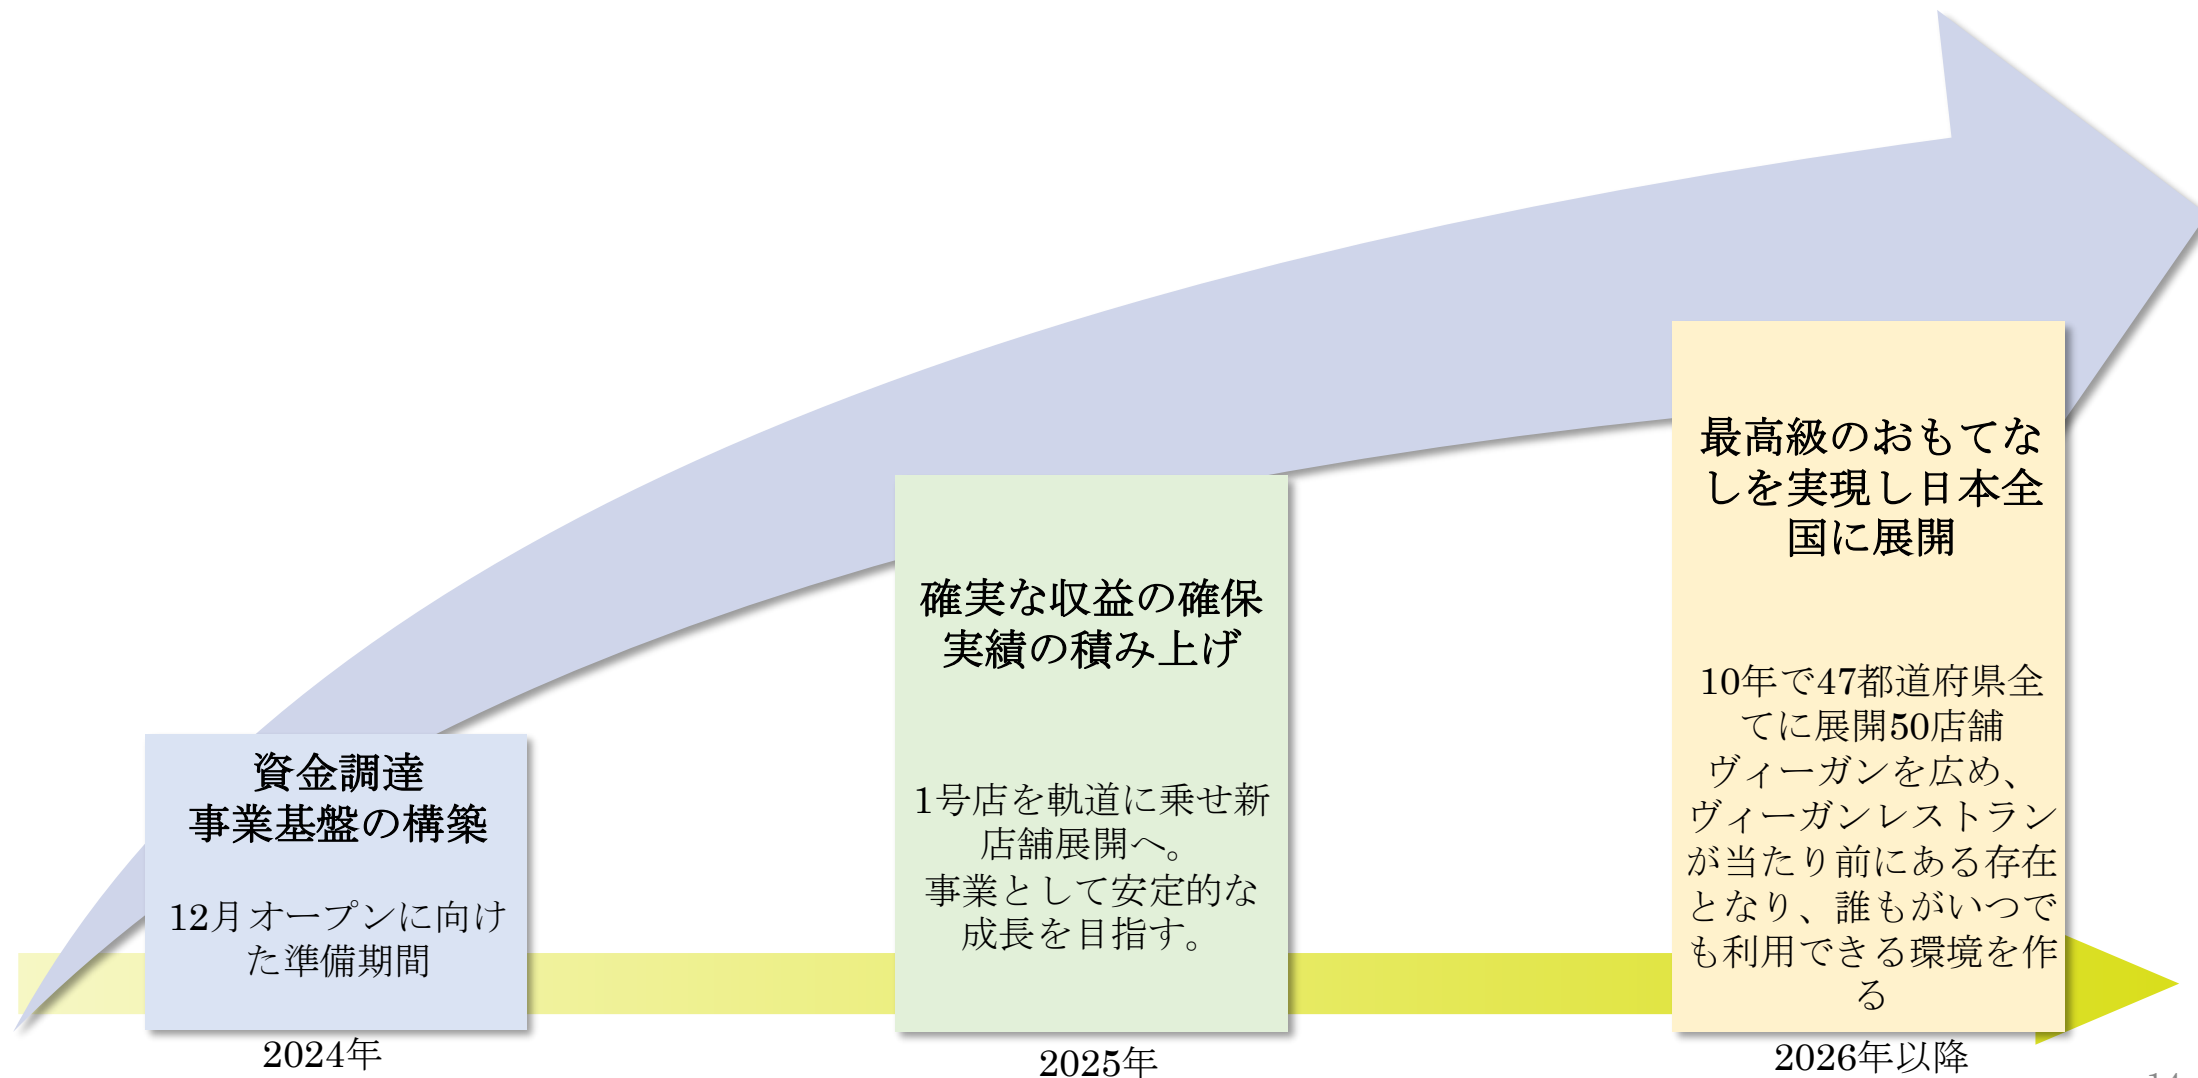 資金調達
事業基盤の構築
12月オープンに向け
た準備期間
2024年
確実な収益の確保
実績の積み上げ
1号店を軌道に乗せ新
店舗展開へ。
事業として安定的な
成長を目指す。
2025年
最高級のおもてな
しを実現し日本全
国に展開
10年で47都道府県全
てに展開50店舗
ヴィーガンを広め、
ヴィーガンレストラン
が当たり前にある存在
となり、誰もがいつで
も利用できる環境を作
る
2026年以降
14